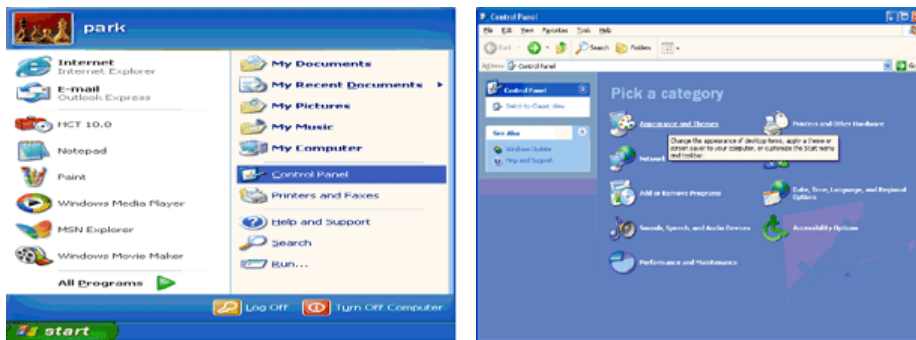 park
Internet
Internet Explorer
E-mail
Outlook Express
HCT 10.0
Notepad
Paint
Windows Media Player
MSN Explorer
Windows Movie Maker
All Programs
My Documents
My Recent Documents
My Pictures
My Music
My Computer
Control Panel
Printers and Faxes
Help and Support
Search
Run...
Log Off
Turn Off Computer
start
Control Panel
File Edit View Favorites Tools Help
Back Search Folders
Address Control Panel Go
Control Panel
Switch to Classic View
See Also
Windows Update
Help and Support
Pick a category
Appearance and Themes
Printers and Other Hardware
Change the appearance of desktop items, apply a theme or
screen saver to your computer, or customize the Start menu
and taskbar.
Network
Add or Remove Programs
Date, Time, Language, and Regional
Options
Sounds, Speech, and Audio Devices
Accessibility Options
Performance and Maintenance